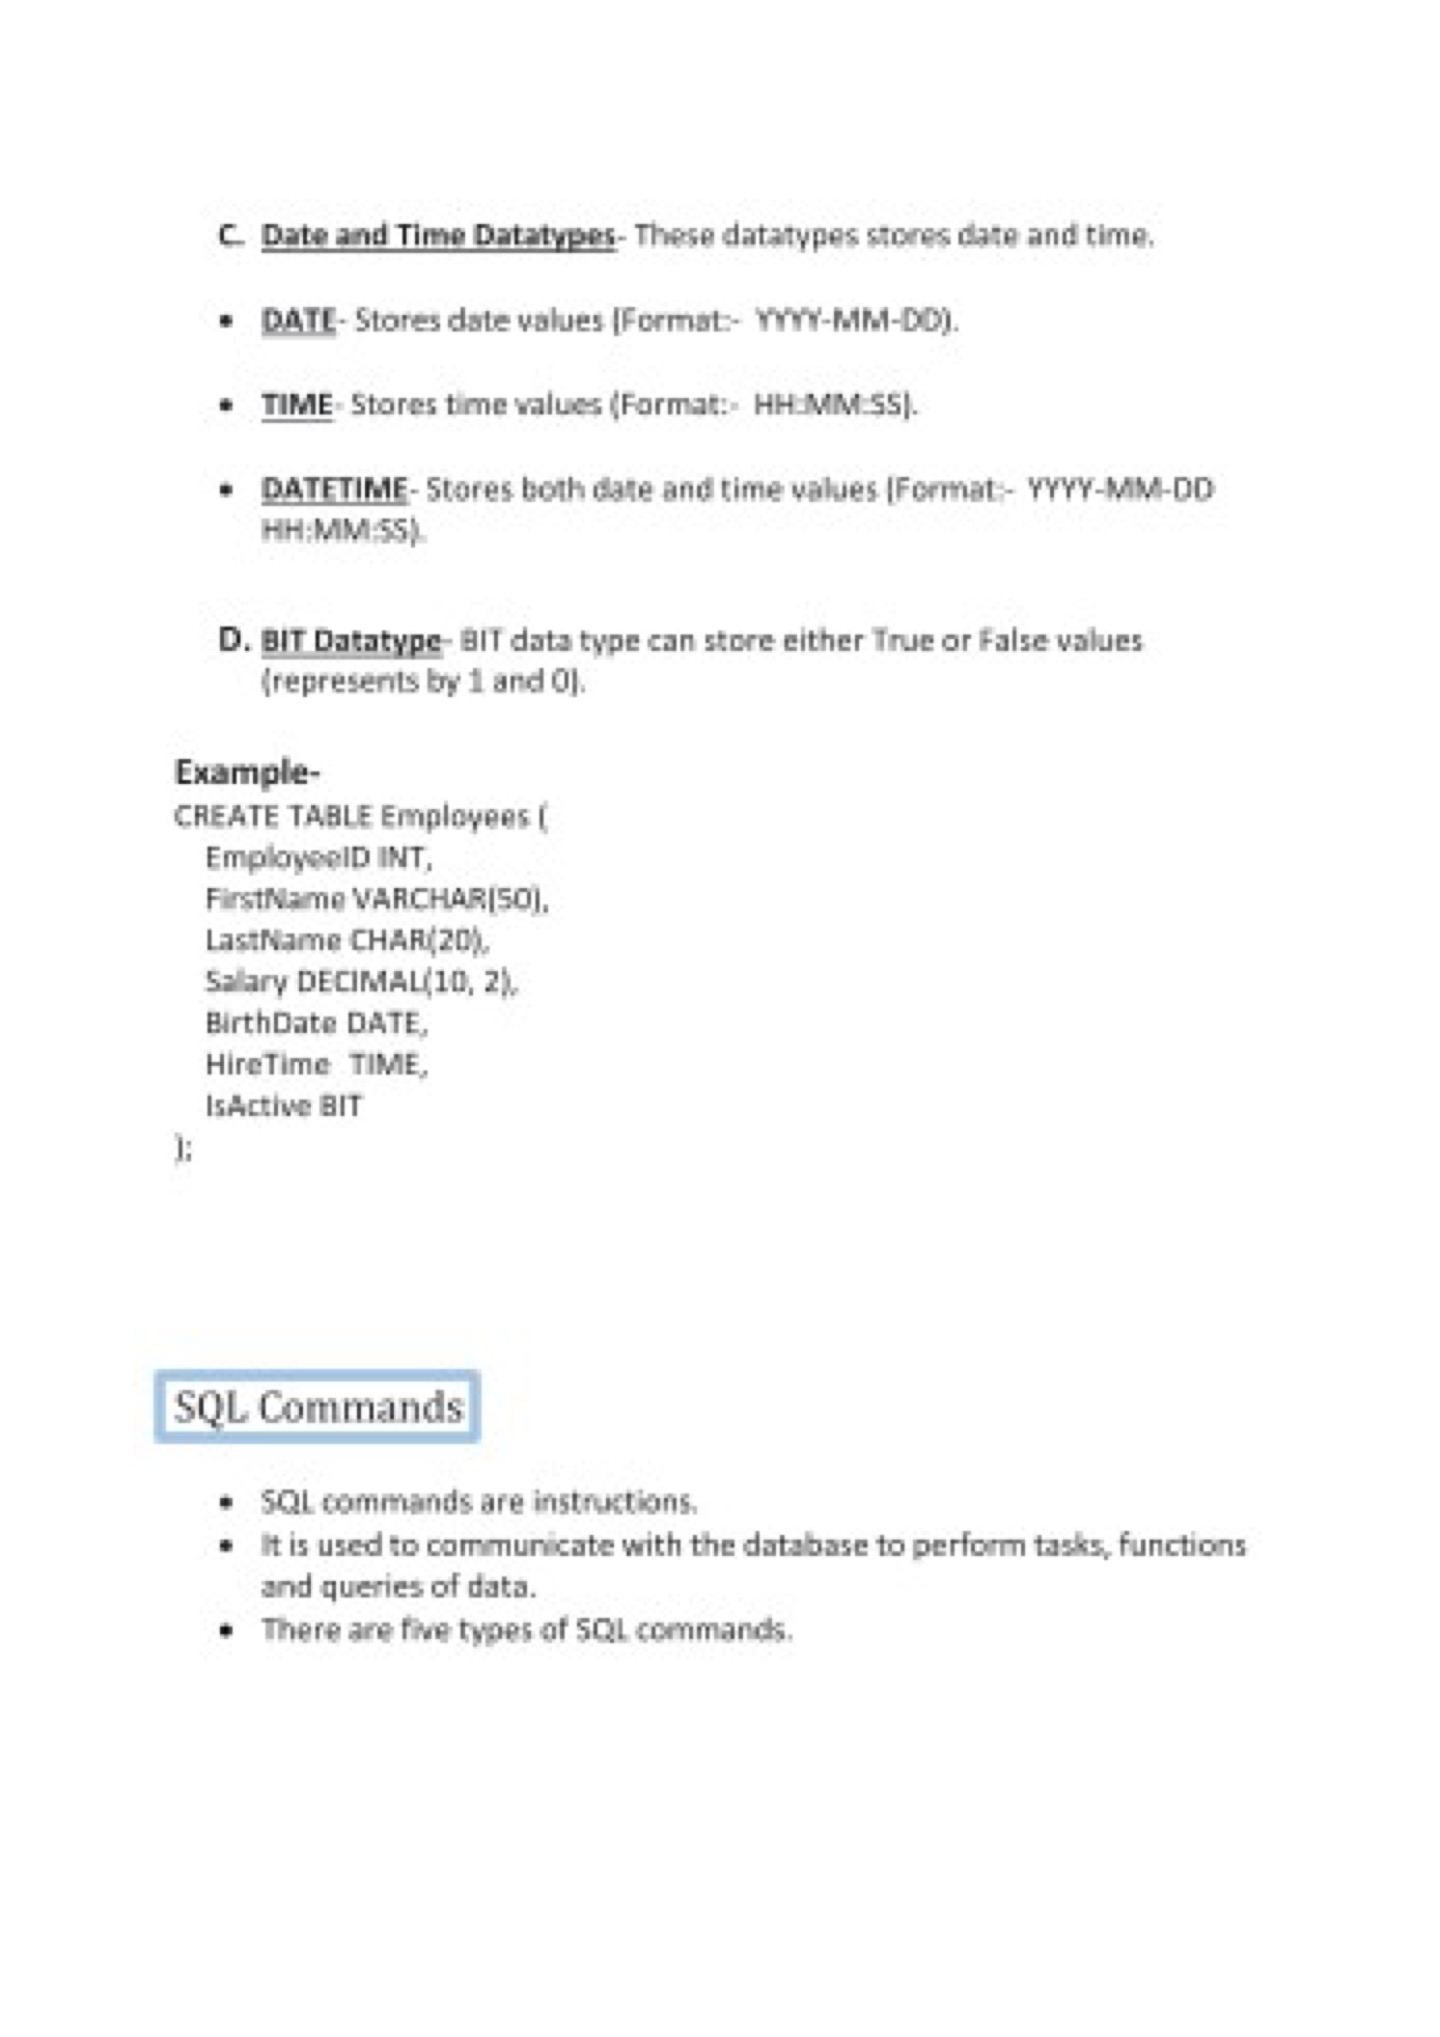 C. Date and Time Datatypes- These datatypes stores date and time.
• DATE- Stores date values (Format:- YYYY-MM-DD).
• TIME- Stores time values (Format:- HH:MM:SS).
• DATETIME- Stores both date and time values (Format:- YYYY-MM-DD
HH:MM:SS).
D. BIT Datatype- BIT data type can store either True or False values
(represents by 1 and 0).
Example-
CREATE TABLE Employees (
EmployeeID INT,
FirstName VARCHAR(50),
LastName CHAR(20),
Salary DECIMAL(10, 2),
BirthDate DATE,
HireTime TIME,
IsActive BIT
);
SQL Commands
• SQL commands are instructions.
• It is used to communicate with the database to perform tasks, functions
and queries of data.
• There are five types of SQL commands.